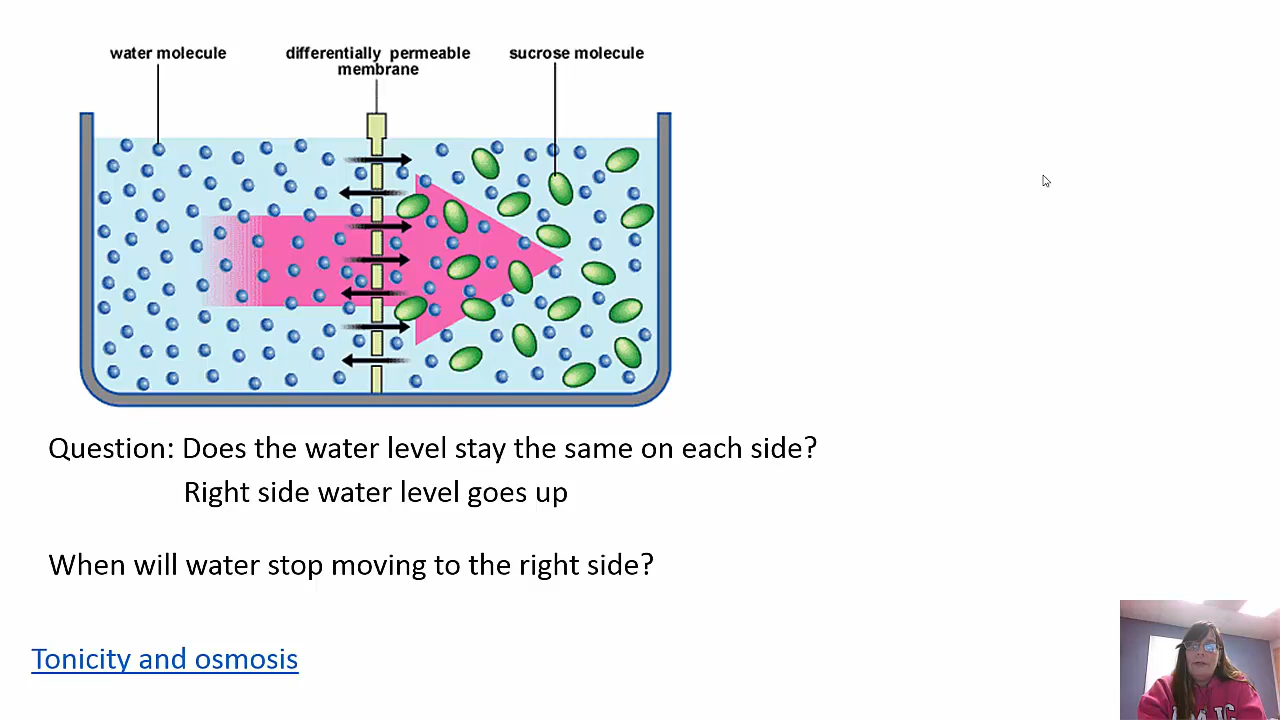 water molecule
differentially permeable
membrane
sucrose molecule
Question: Does the water level stay the same on each side?
Right side water level goes up
When will water stop moving to the right side?
Tonicity and osmosis